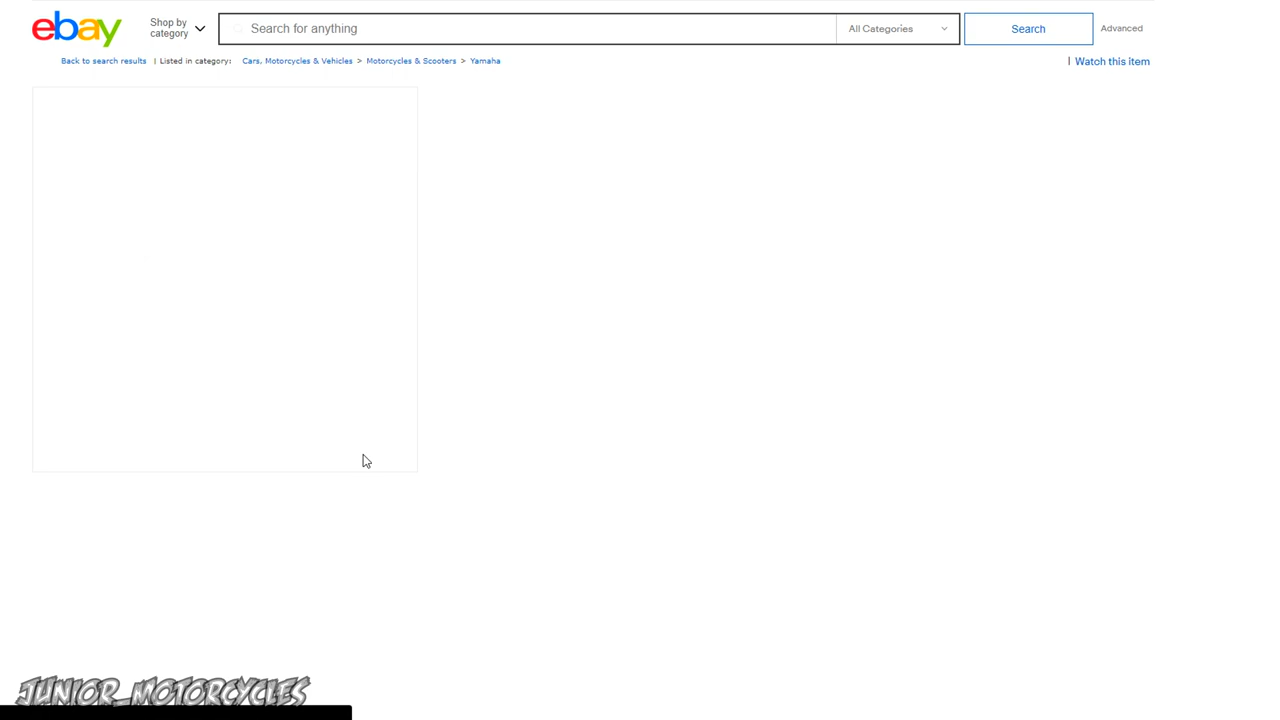 ebay
Shop by
category
Search for anything
All Categories
Search
Advanced
Back to search results | Listed in category: Cars, Motorcycles & Vehicles > Motorcycles & Scooters > Yamaha
| Watch this item
JUNIOR_MOTORCYCLES